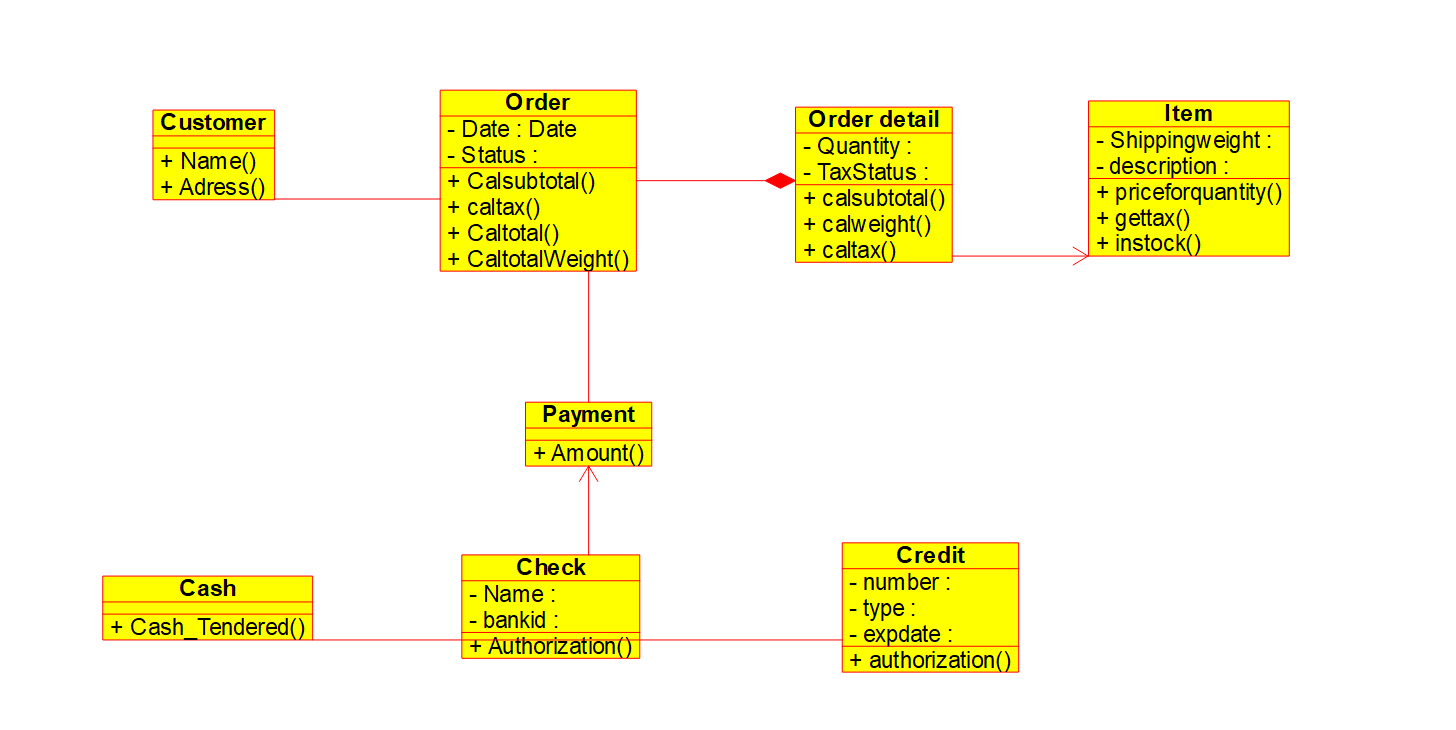 Customer
+ Name()
+ Adress()
Order
- Date : Date
- Status :
+ Calsubtotal()
+ caltax()
+ Caltotal()
+ CaltotalWeight()
Order detail
- Quantity :
- TaxStatus :
+ calsubtotal()
+ calweight()
+ caltax()
Item
- Shippingweight :
- description :
+ priceforquantity()
+ gettax()
+ instock()
Payment
+ Amount()
Cash
+ Cash_Tendered()
Check
- Name :
- bankid :
+ Authorization()
Credit
- number :
- type :
- expdate :
+ authorization()